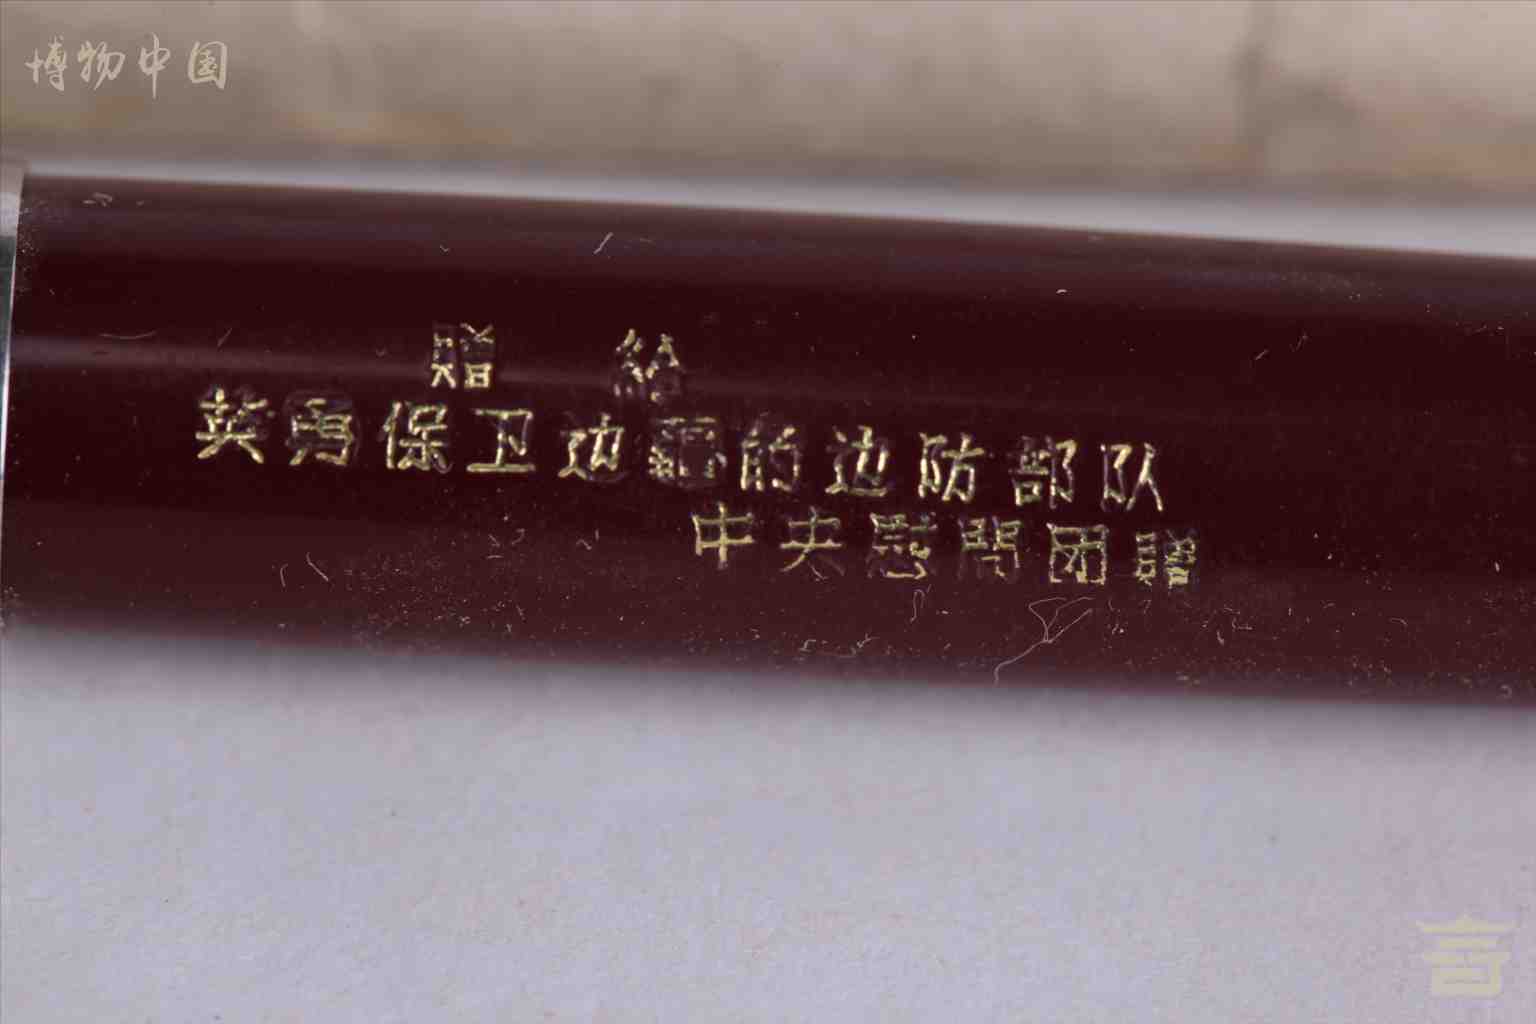 博物中国
赠 给
英勇保卫边疆的边防部队
中央慰问团赠